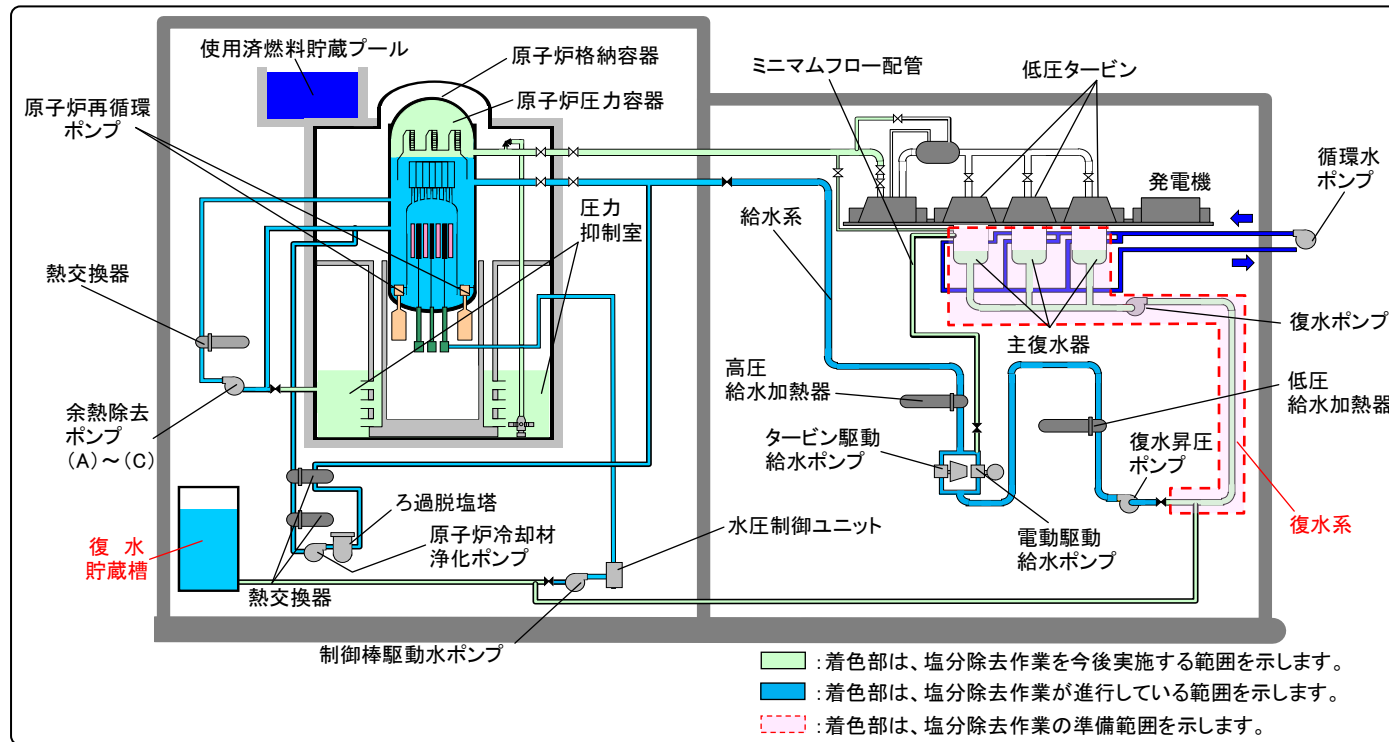 使用済燃料貯蔵プール
原子炉格納容器
原子炉圧力容器
原子炉再循環
ポンプ
ミニマムフロー配管
低圧タービン
循環水
ポンプ
発電機
圧力
抑制室
給水系
熱交換器
復水ポンプ
主復水器
高圧
給水加熱器
低圧
給水加熱器
余熱除去
ポンプ
(A)～(C)
タービン駆動
給水ポンプ
復水昇圧
ポンプ
ろ過脱塩塔
水圧制御ユニット
復水系
原子炉冷却材
浄化ポンプ
電動駆動
給水ポンプ
復水
貯蔵槽
熱交換器
制御棒駆動水ポンプ
:着色部は、塩分除去作業を今後実施する範囲を示します。
:着色部は、塩分除去作業が進行している範囲を示します。
:着色部は、塩分除去作業の準備範囲を示します。